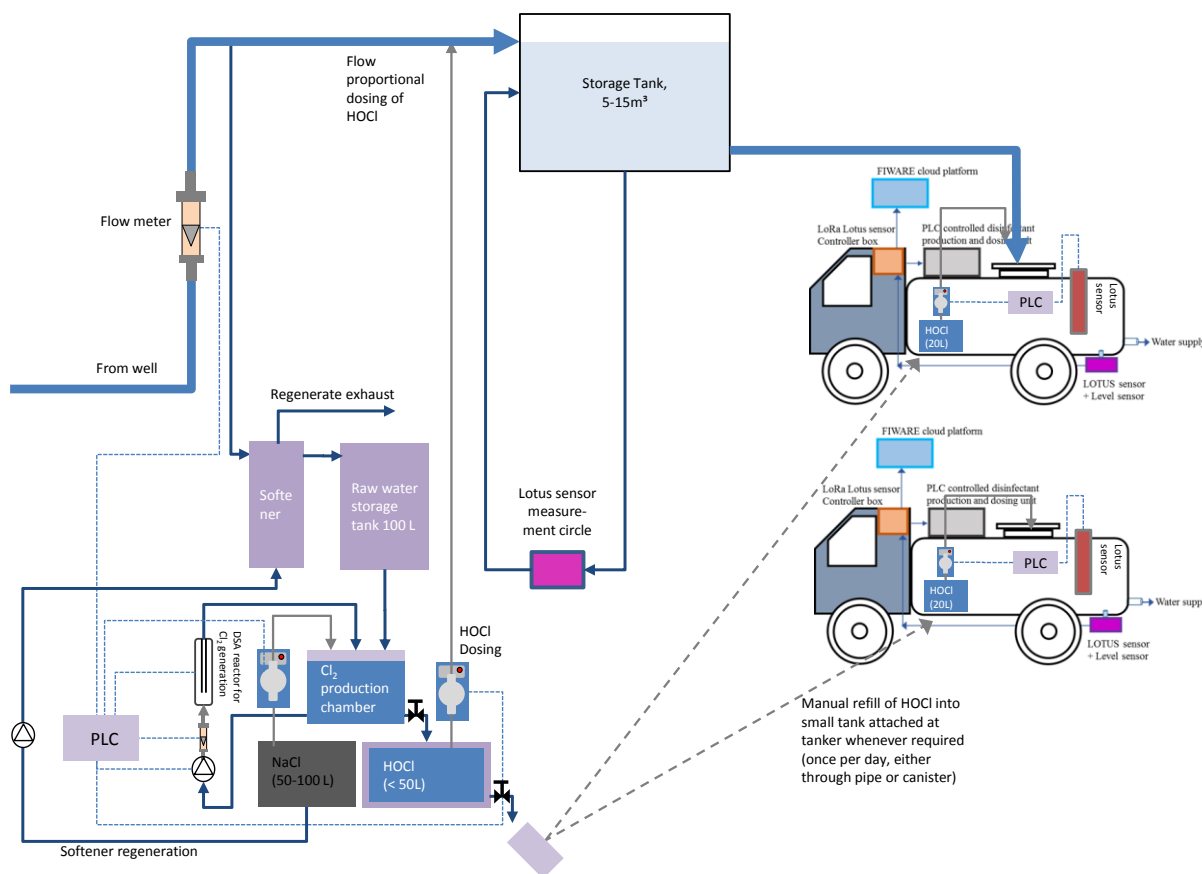 Flow
proportional
dosing of
HOCl
Storage Tank,
5-15m³
Flow meter
From well
Regenerate exhaust
Softe
ner
Raw water
storage
tank 100 L
Lotus sensor
measure-
ment circle
DSA reactor for
Cl₂ generation
HOCl
Dosing
Cl₂
production
chamber
PLC
NaCl
(50-100 L)
HOCl
(< 50L)
Softener regeneration
FIWARE cloud platform
LoRa Lotus sensor
Controller box
PLC controlled disinfectant
production and dosing unit
Lotus
sensor
PLC
HOCl
(20L)
Water supply
LOTUS sensor
+ Level sensor
FIWARE cloud platform
LoRa Lotus sensor
Controller box
PLC controlled disinfectant
production and dosing unit
Lotus
sensor
PLC
HOCl
(20L)
Water supply
LOTUS sensor
+ Level sensor
Manual refill of HOCl into
small tank attached at
tanker whenever required
(once per day, either
through pipe or canister)